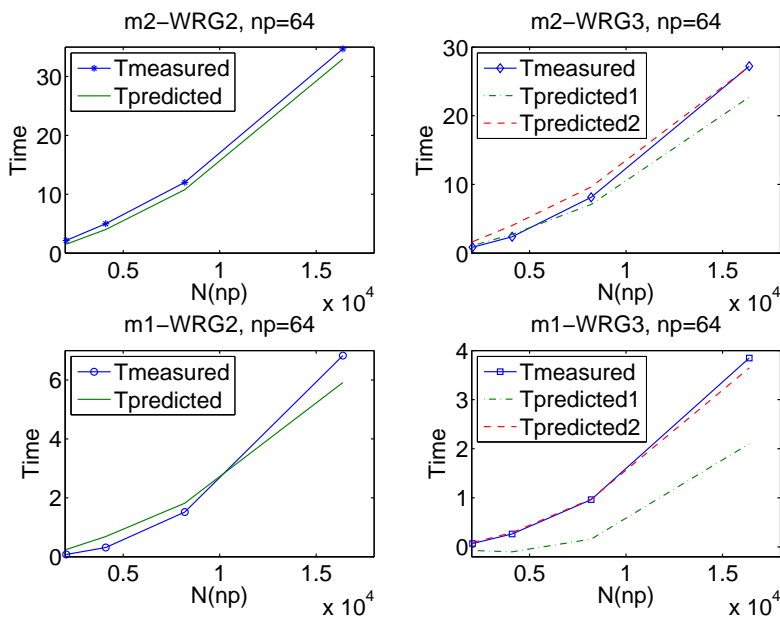 m2-WRG2, np=64
Tmeasured
Tpredicted
Time
30
20
10
0
0.5
1
1.5
N(np)
x 10^4
m2-WRG3, np=64
Tmeasured
Tpredicted1
Tpredicted2
Time
30
20
10
0
0.5
1
1.5
N(np)
x 10^4
m1-WRG2, np=64
Tmeasured
Tpredicted
Time
6
4
2
0
0.5
1
1.5
N(np)
x 10^4
m1-WRG3, np=64
Tmeasured
Tpredicted1
Tpredicted2
Time
4
3
2
1
0
0.5
1
1.5
N(np)
x 10^4